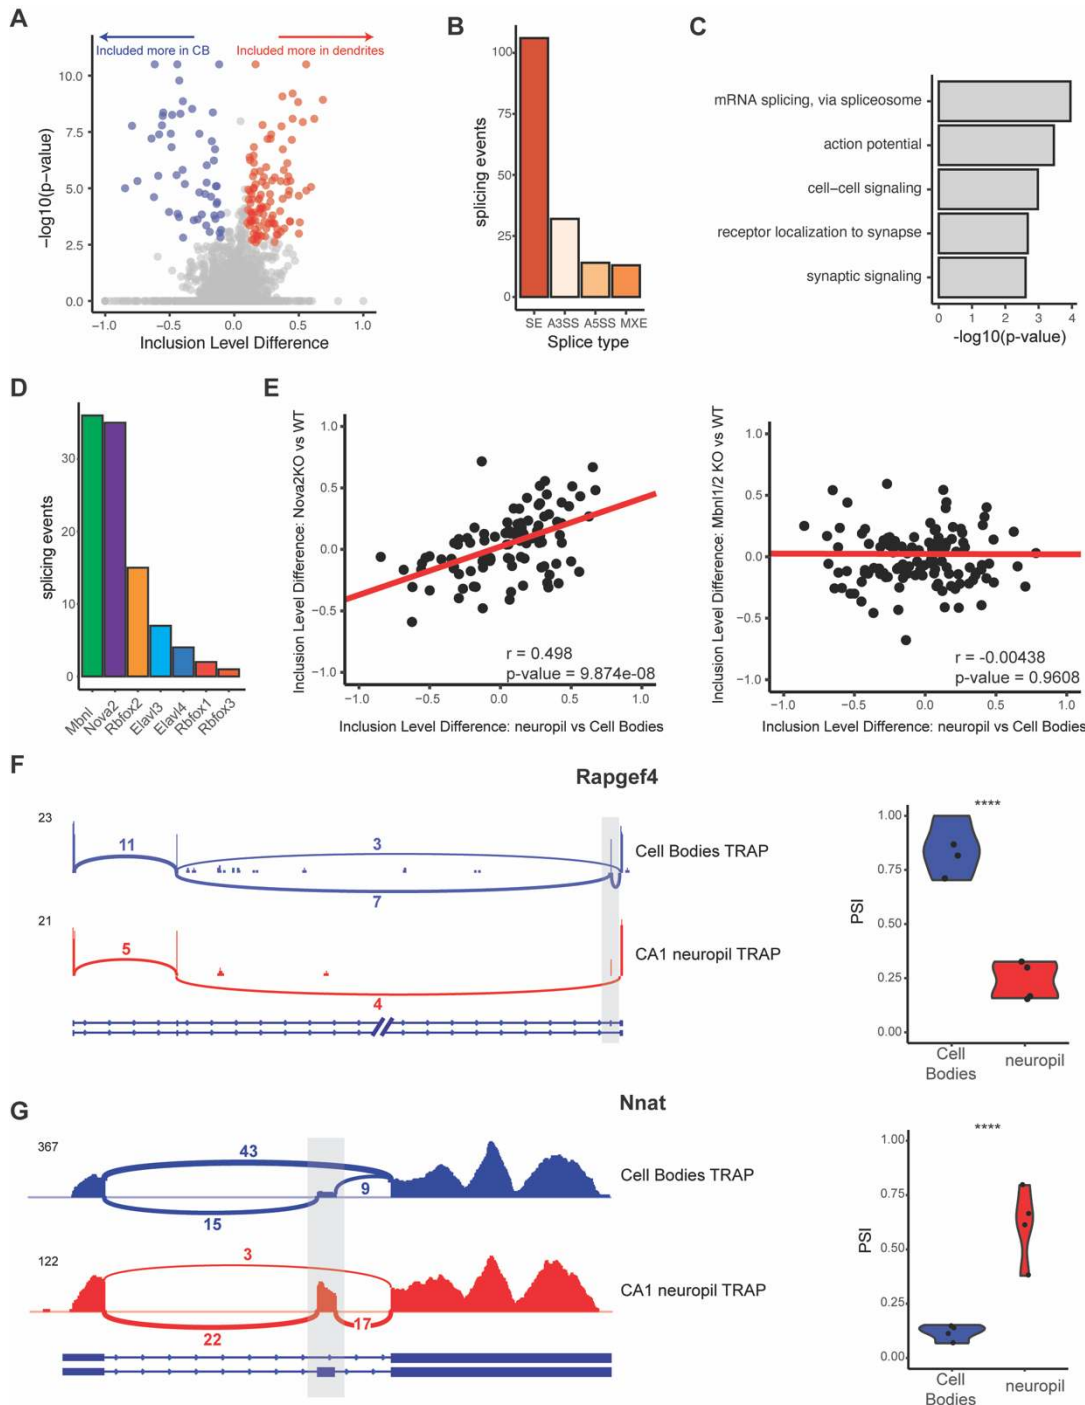 A
Included more in CB
Included more in dendrites
10.0
7.5
5.0
2.5
0.0
−log10(p−value)
−1.0
−0.5
0.0
0.5
1.0
Inclusion Level Difference
B
100
75
50
25
0
splicing events
SE
A3SS
A5SS
MXE
Splice type
C
mRNA splicing, via spliceosome
action potential
cell−cell signaling
receptor localization to synapse
synaptic signaling
0
1
2
3
4
-log10(p−value)
D
30
20
10
0
splicing events
Mbnl
Nova2
Rbfox2
Elavl3
Elavl4
Rbfox1
Rbfox3
E
Inclusion Level Difference: Nova2KO vs WT
1.0
0.5
0.0
−0.5
−1.0
r = 0.498
p-value = 9.874e-08
−1.0
−0.5
0.0
0.5
1.0
Inclusion Level Difference: neuropil vs Cell Bodies
Inclusion Level Difference: Mbnl1/2 KO vs WT
1.0
0.5
0.0
−0.5
−1.0
r = -0.00438
p-value = 0.9608
−1.0
−0.5
0.0
0.5
1.0
Inclusion Level Difference: neuropil vs Cell Bodies
F
Rapgef4
23
11
3
7
Cell Bodies TRAP
21
5
4
CA1 neuropil TRAP
****
PSI
1.00
0.75
0.50
0.25
0.00
Cell
Bodies
neuropil
G
Nnat
367
43
9
15
Cell Bodies TRAP
122
3
17
22
CA1 neuropil TRAP
****
PSI
1.00
0.75
0.50
0.25
0.00
Cell
Bodies
neuropil